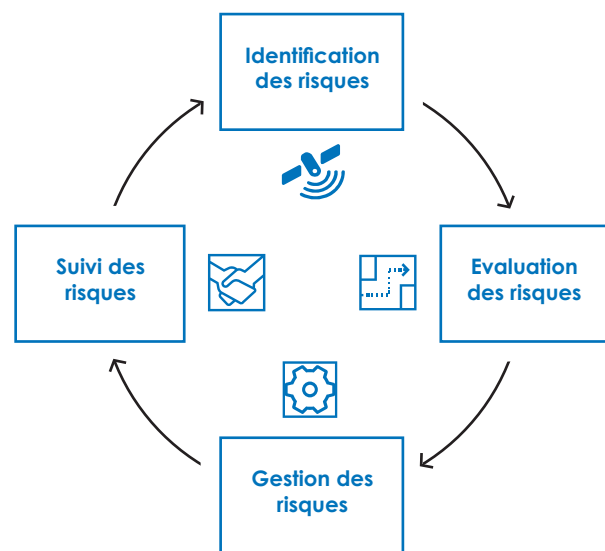 Identification
des risques
Suivi des
risques
Evaluation
des risques
Gestion des
risques